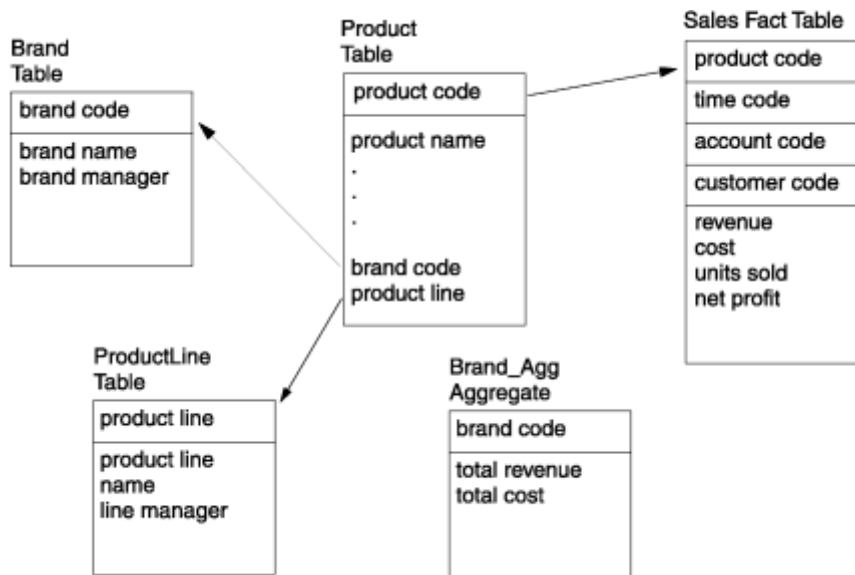 Brand
Table
brand code
brand name
brand manager
Product
Table
product code
product name
.
.
.
brand code
product line
Sales Fact Table
product code
time code
account code
customer code
revenue
cost
units sold
net profit
ProductLine
Table
product line
product line
name
line manager
Brand_Agg
Aggregate
brand code
total revenue
total cost